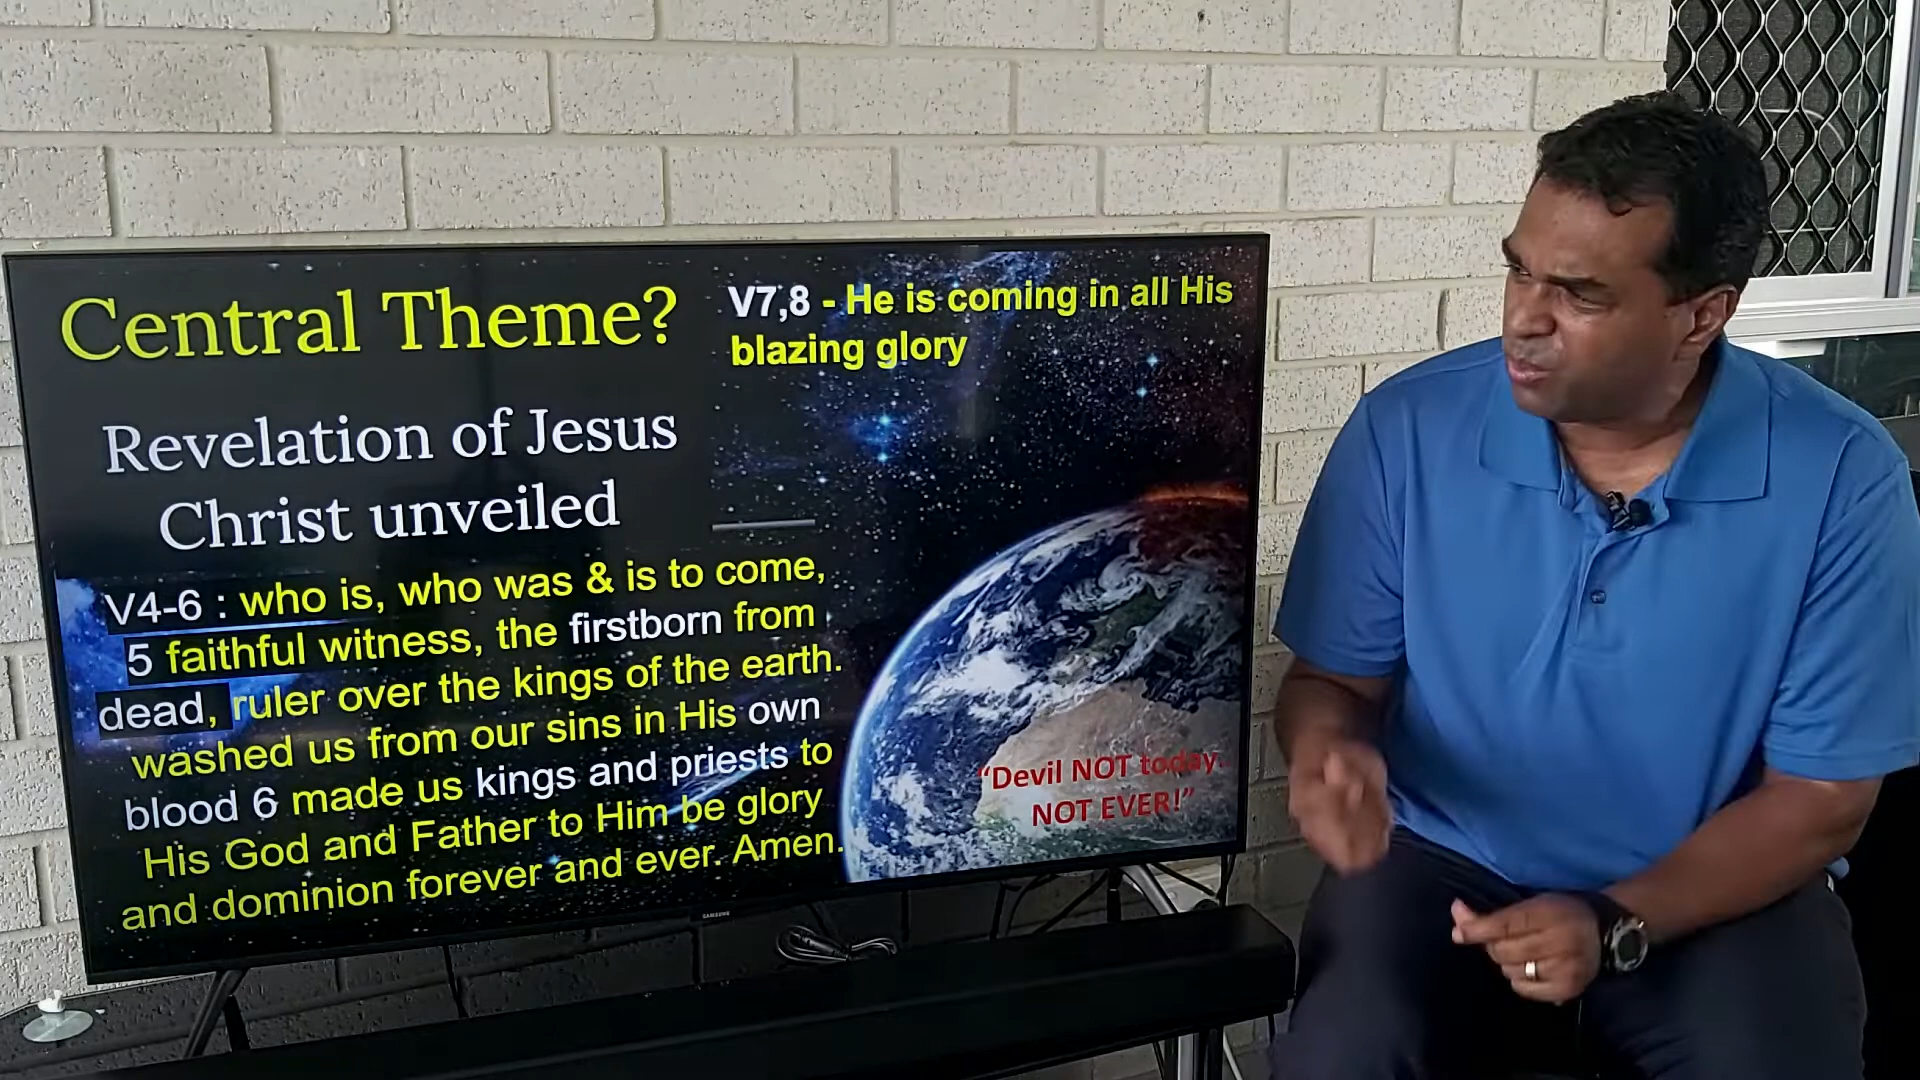 Central Theme?
Revelation of Jesus
Christ unveiled
V4-6 : who is, who was & is to come,
5 faithful witness, the firstborn from
dead, ruler over the kings of the earth.
washed us from our sins in His own
blood 6 made us kings and priests to
His God and Father to Him be glory
and dominion forever and ever. Amen.
V7,8 - He is coming in all His
blazing glory
“Devil NOT today.
NOT EVER!”
SAMSUNG